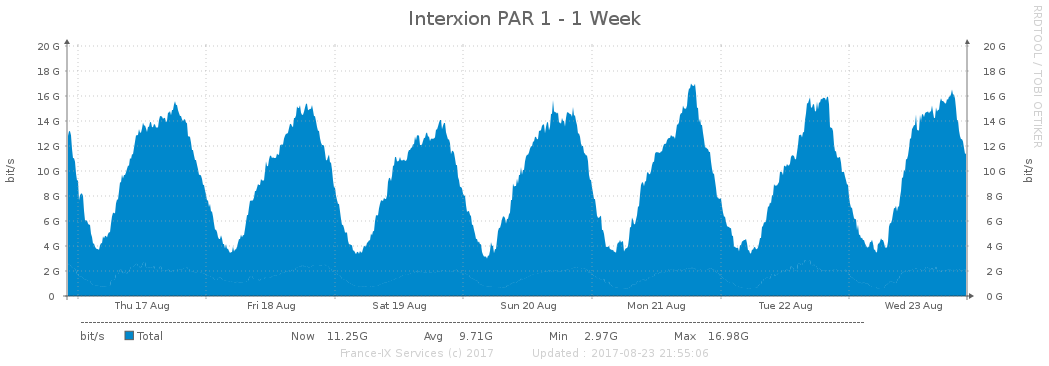 Interxion PAR 1 - 1 Week
RRDTOOL / TOBI OETIKER
bit/s
20 G 20 G
18 G 18 G
16 G 16 G
14 G 14 G
12 G 12 G
10 G 10 G
8 G 8 G
6 G 6 G
4 G 4 G
2 G 2 G
0 0 G
bit/s
Thu 17 Aug Fri 18 Aug Sat 19 Aug Sun 20 Aug Mon 21 Aug Tue 22 Aug Wed 23 Aug
bit/s Total Now 11.25G Avg 9.71G Min 2.97G Max 16.98G
France-IX Services (c) 2017 Updated : 2017-08-23 21:55:06